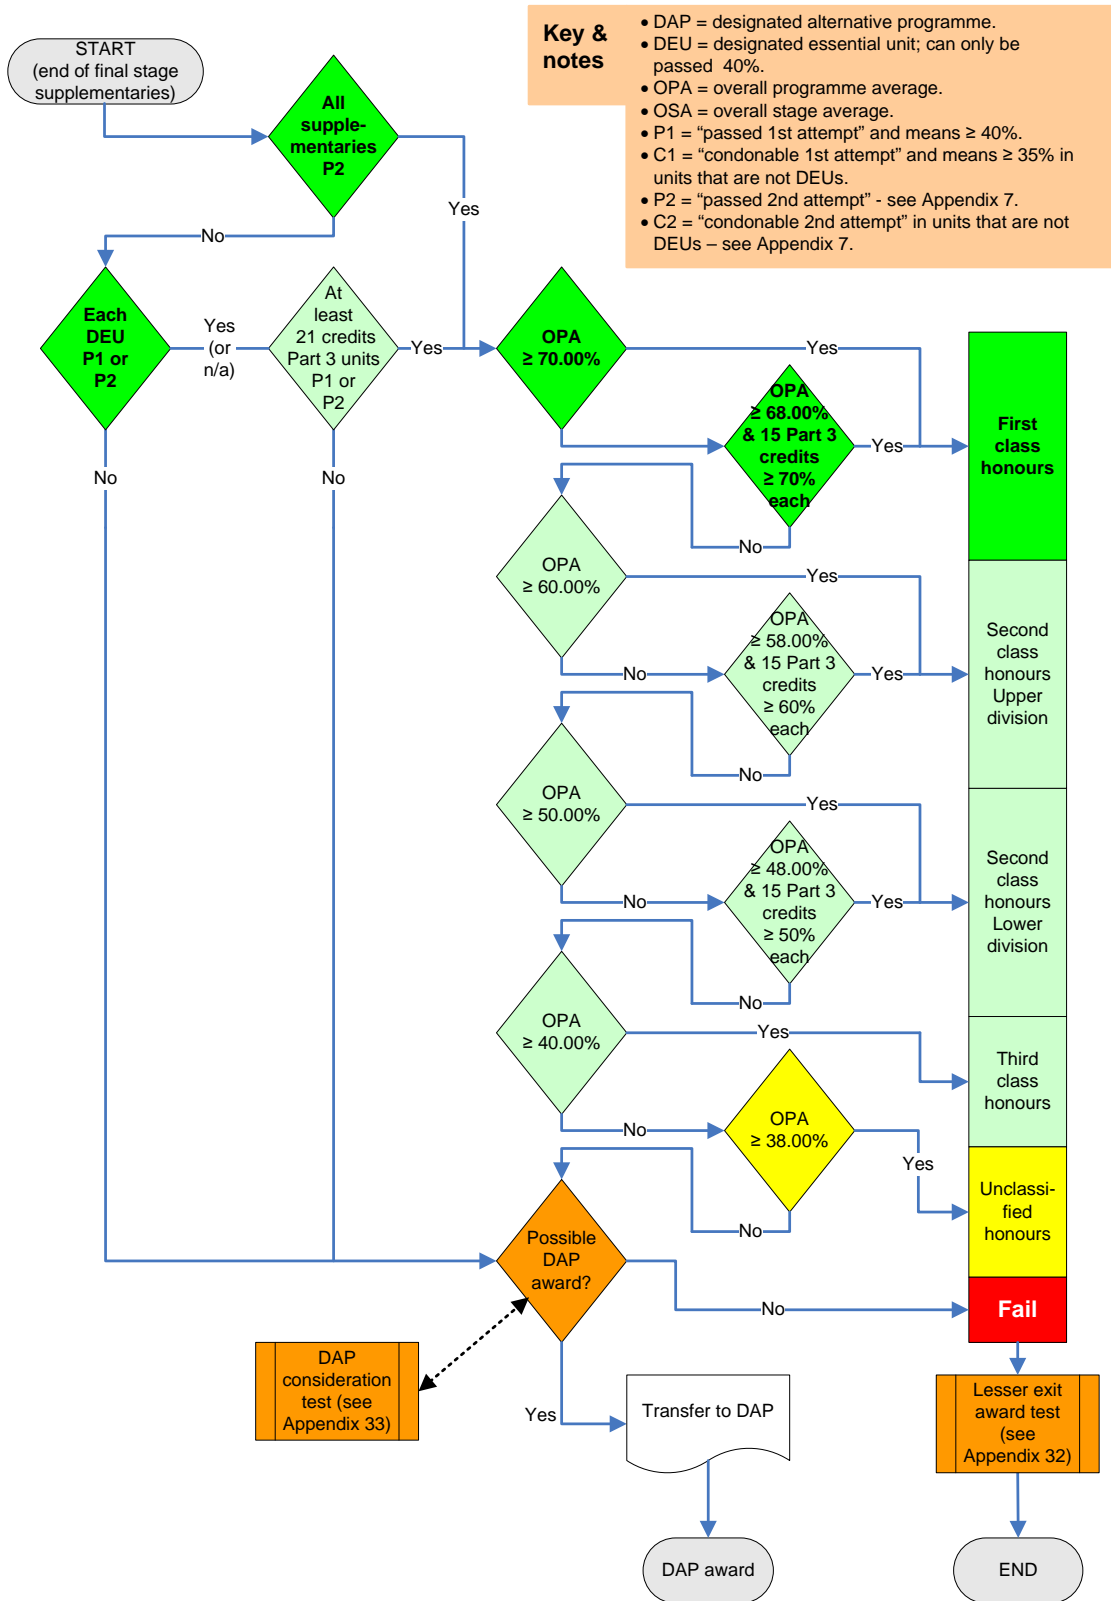 Key &
notes
• DAP = designated alternative programme.
• DEU = designated essential unit; can only be
passed  40%.
• OPA = overall programme average.
• OSA = overall stage average.
• P1 = “passed 1st attempt” and means ≥ 40%.
• C1 = “condonable 1st attempt” and means ≥ 35% in
units that are not DEUs.
• P2 = “passed 2nd attempt” - see Appendix 7.
• C2 = “condonable 2nd attempt” in units that are not
DEUs – see Appendix 7.
START
(end of final stage
supplementaries)
All
supple-
mentaries
P2
Yes
No
Each
DEU
P1 or
P2
Yes
(or
n/a)
At
least
21 credits
Part 3 units
P1 or
P2
Yes
No
No
OPA
≥ 70.00%
Yes
OPA
≥ 68.00%
& 15 Part 3
credits
≥ 70%
each
Yes
No
First
class
honours
OPA
≥ 60.00%
Yes
No
OPA
≥ 58.00%
& 15 Part 3
credits
≥ 60%
each
Yes
No
Second
class
honours
Upper
division
OPA
≥ 50.00%
Yes
No
OPA
≥ 48.00%
& 15 Part 3
credits
≥ 50%
each
Yes
No
Second
class
honours
Lower
division
OPA
≥ 40.00%
Yes
No
Third
class
honours
OPA
≥ 38.00%
Yes
No
Unclassi-
fied
honours
Possible
DAP
award?
No
Fail
DAP
consideration
test (see
Appendix 33)
Yes
Transfer to DAP
Lesser exit
award test
(see
Appendix 32)
DAP award
END